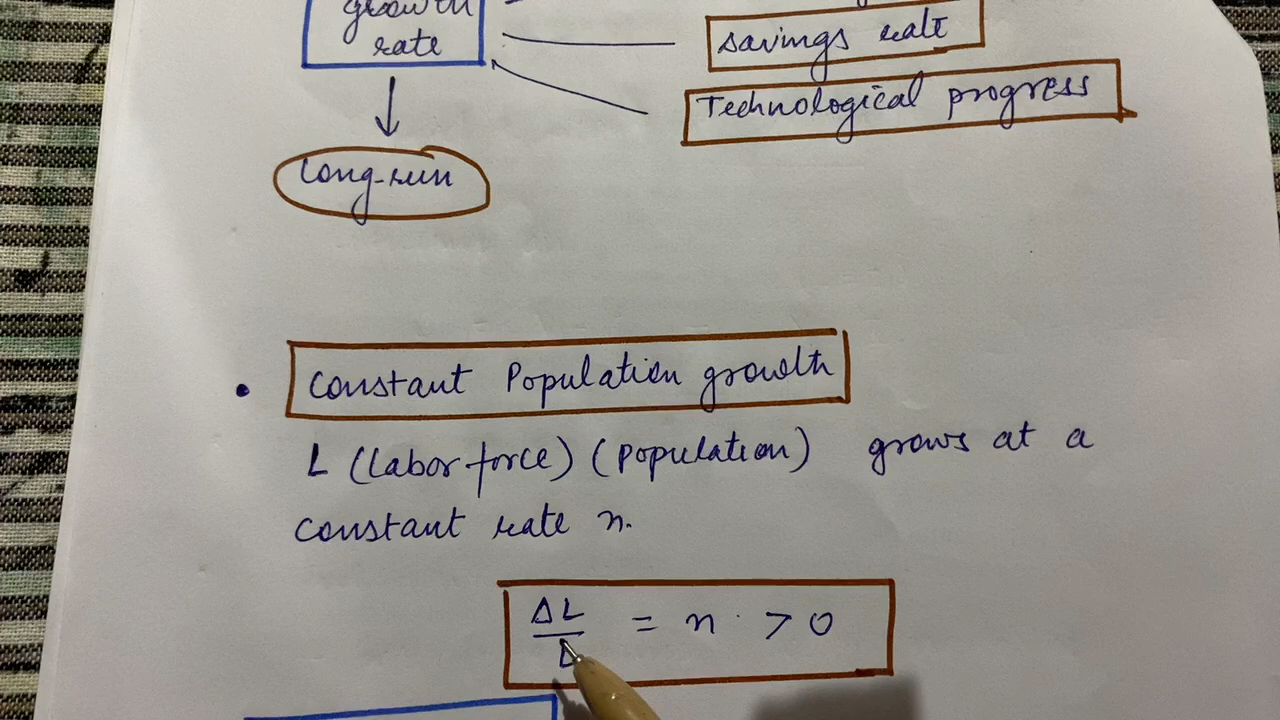 growth
rate
savings rate
Technological progress
Long-run
• Constant Population growth
L (Labor force) (Population) grows at a
constant rate n.
ΔL/L = n > 0